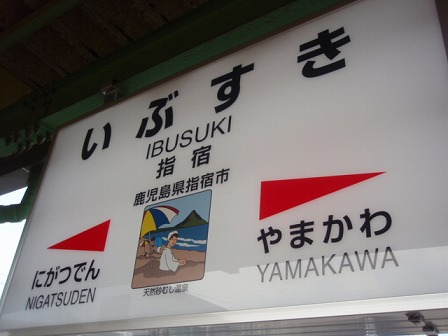 いぶすき
IBUSUKI
指宿
鹿児島県指宿市
にがつでん
NIGATSUDEN
やまかわ
YAMAKAWA
天然砂むし温泉